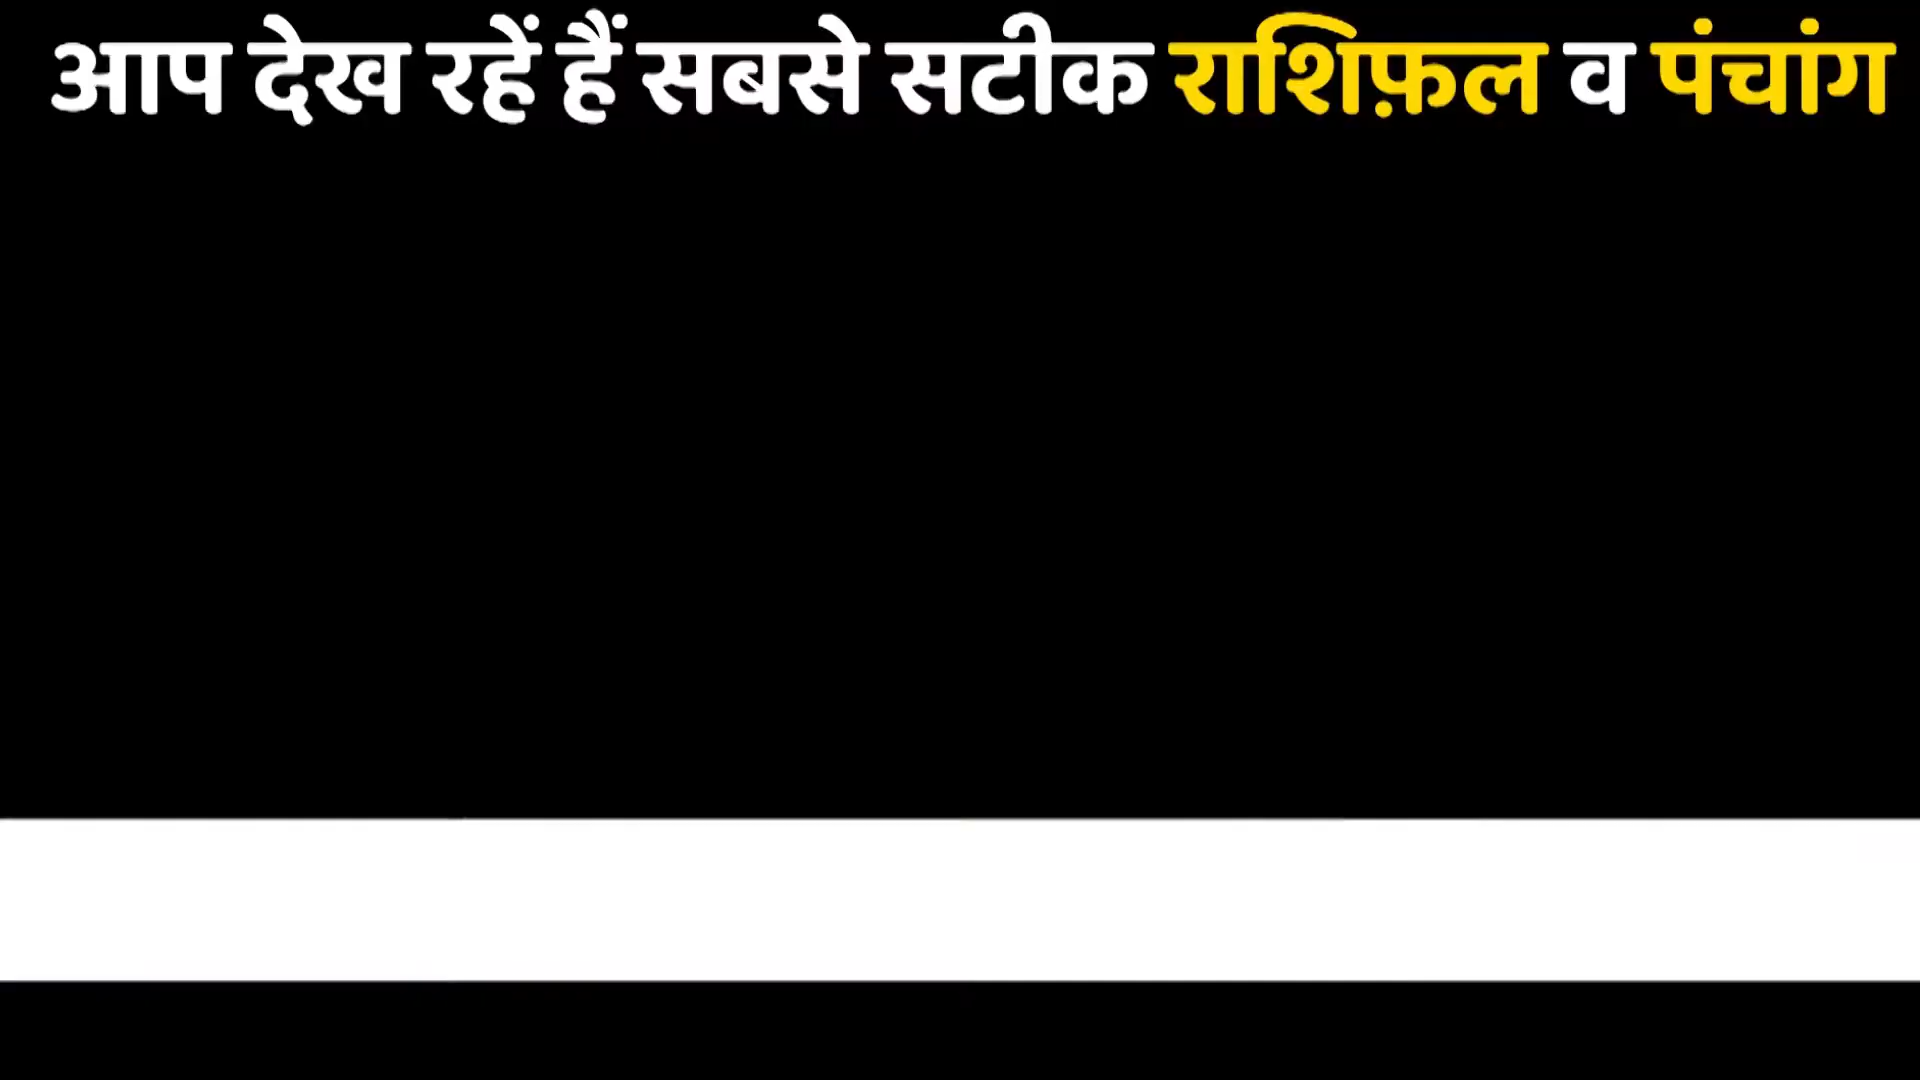 आप देख रहें हैं सबसे सटीक राशिफ़ल व पंचांग